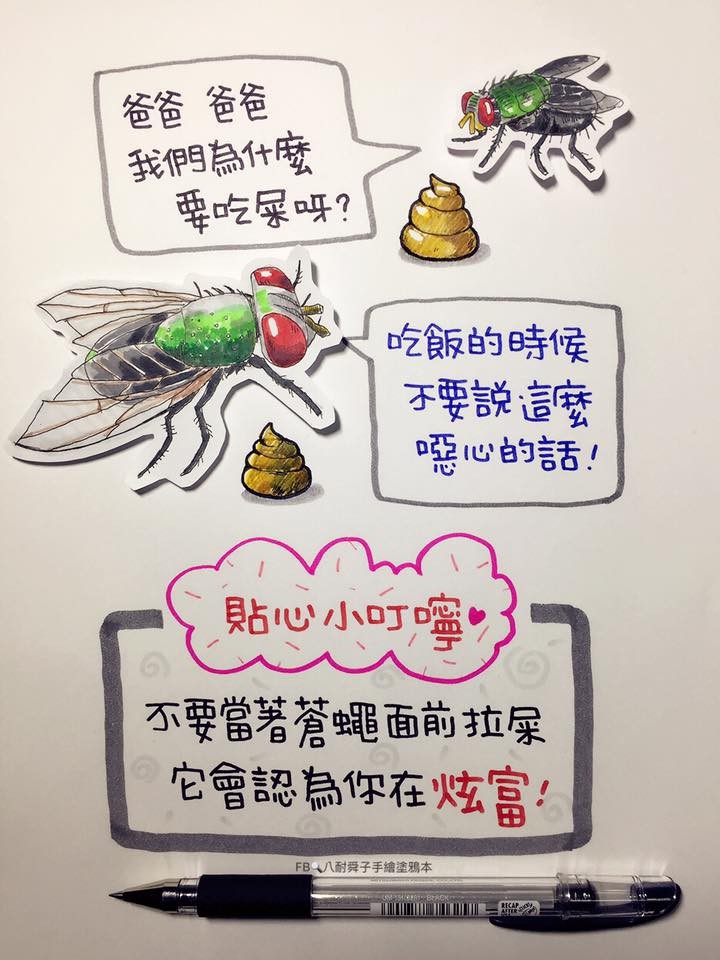 爸爸 爸爸
我們為什麼
要吃屎呀?
吃飯的時候
不要說這麼
噁心的話!
貼心小叮嚀
不要當著蒼蠅面前拉屎
它會認為你在炫富!
八耐舜子手繪塗鴉本
BLACK
RECAP
AFTER